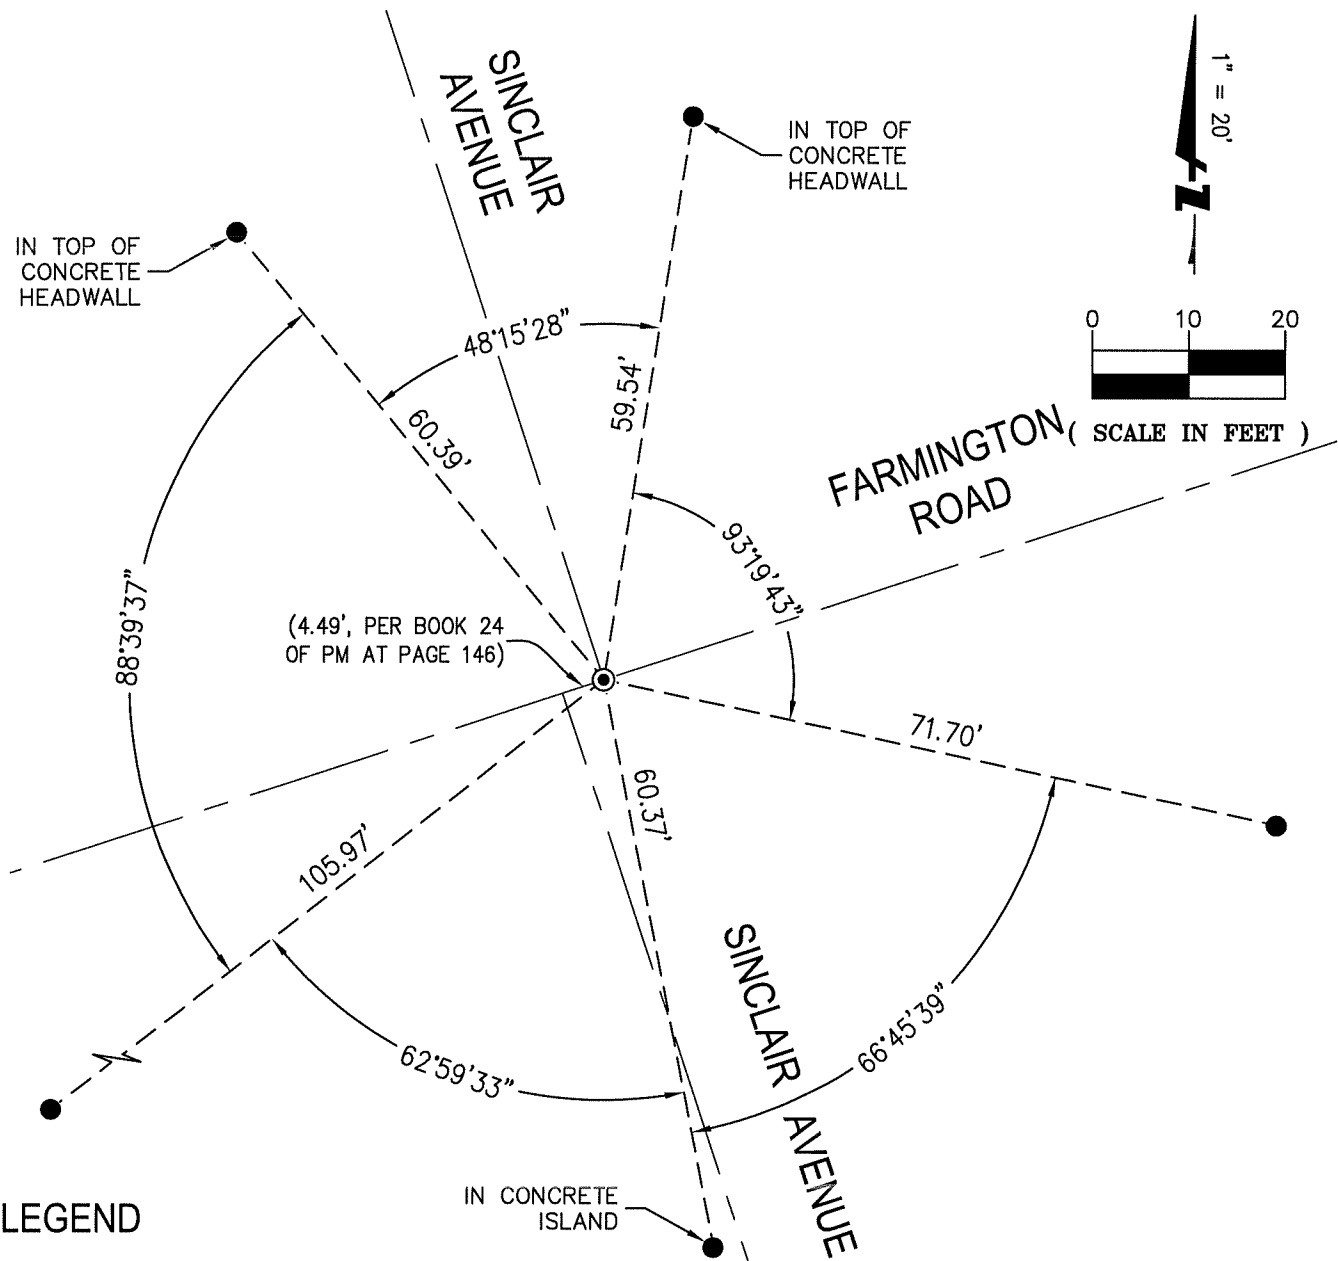 SINCLAIR
AVENUE
1" = 20'
IN TOP OF
CONCRETE
HEADWALL
IN TOP OF
CONCRETE
HEADWALL
N
48°15'28"
59.54'
60.39'
0 10 20
( SCALE IN FEET )
FARMINGTON
ROAD
93°19'43"
88°39'37"
(4.49', PER BOOK 24
OF PM AT PAGE 146)
71.70'
60.37'
105.97'
SINCLAIR AVENUE
66°45'39"
62°59'33"
IN CONCRETE
ISLAND
LEGEND